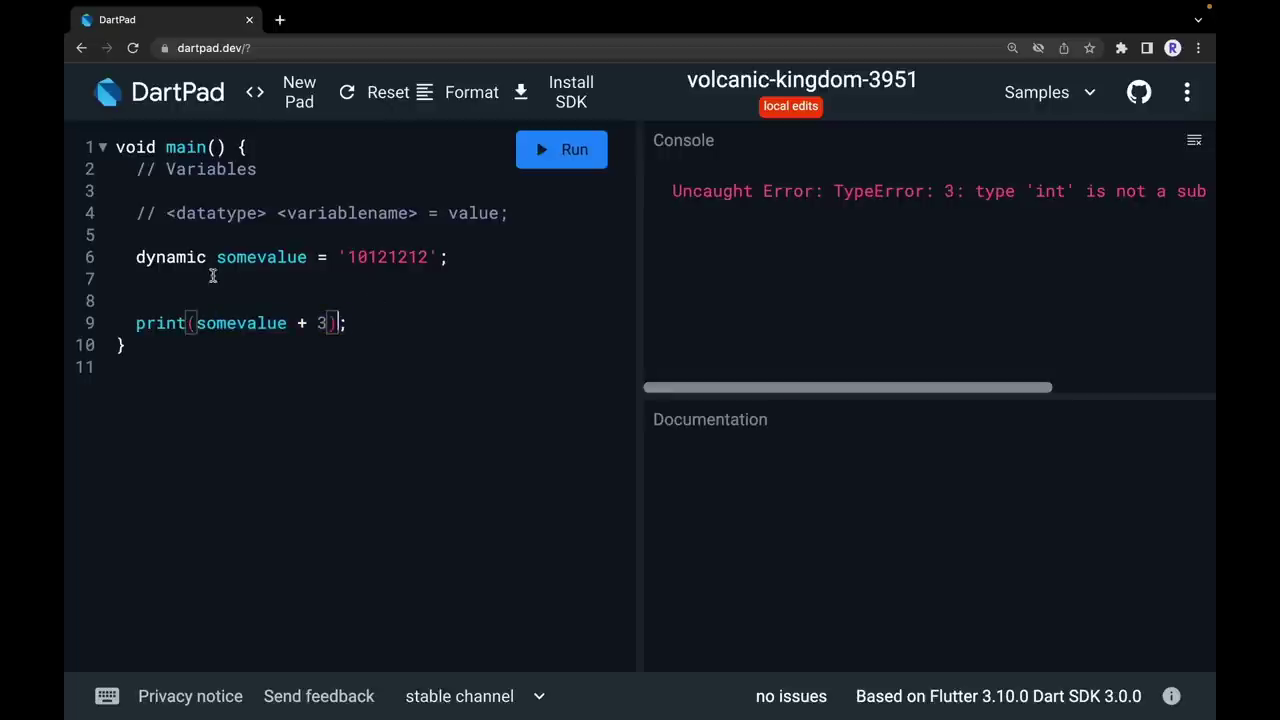 DartPad
dartpad.dev/?
R
DartPad
<> New Pad
Reset
Format
Install SDK
volcanic-kingdom-3951
local edits
Samples
1 void main() {
2   // Variables
3
4   // <datatype> <variablename> = value;
5
6   dynamic somevalue = '10121212';
7
8
9   print(somevalue + 3);
10 }
11
Run
Console
Uncaught Error: TypeError: 3: type 'int' is not a sub
Documentation
Privacy notice
Send feedback
stable channel
no issues
Based on Flutter 3.10.0 Dart SDK 3.0.0